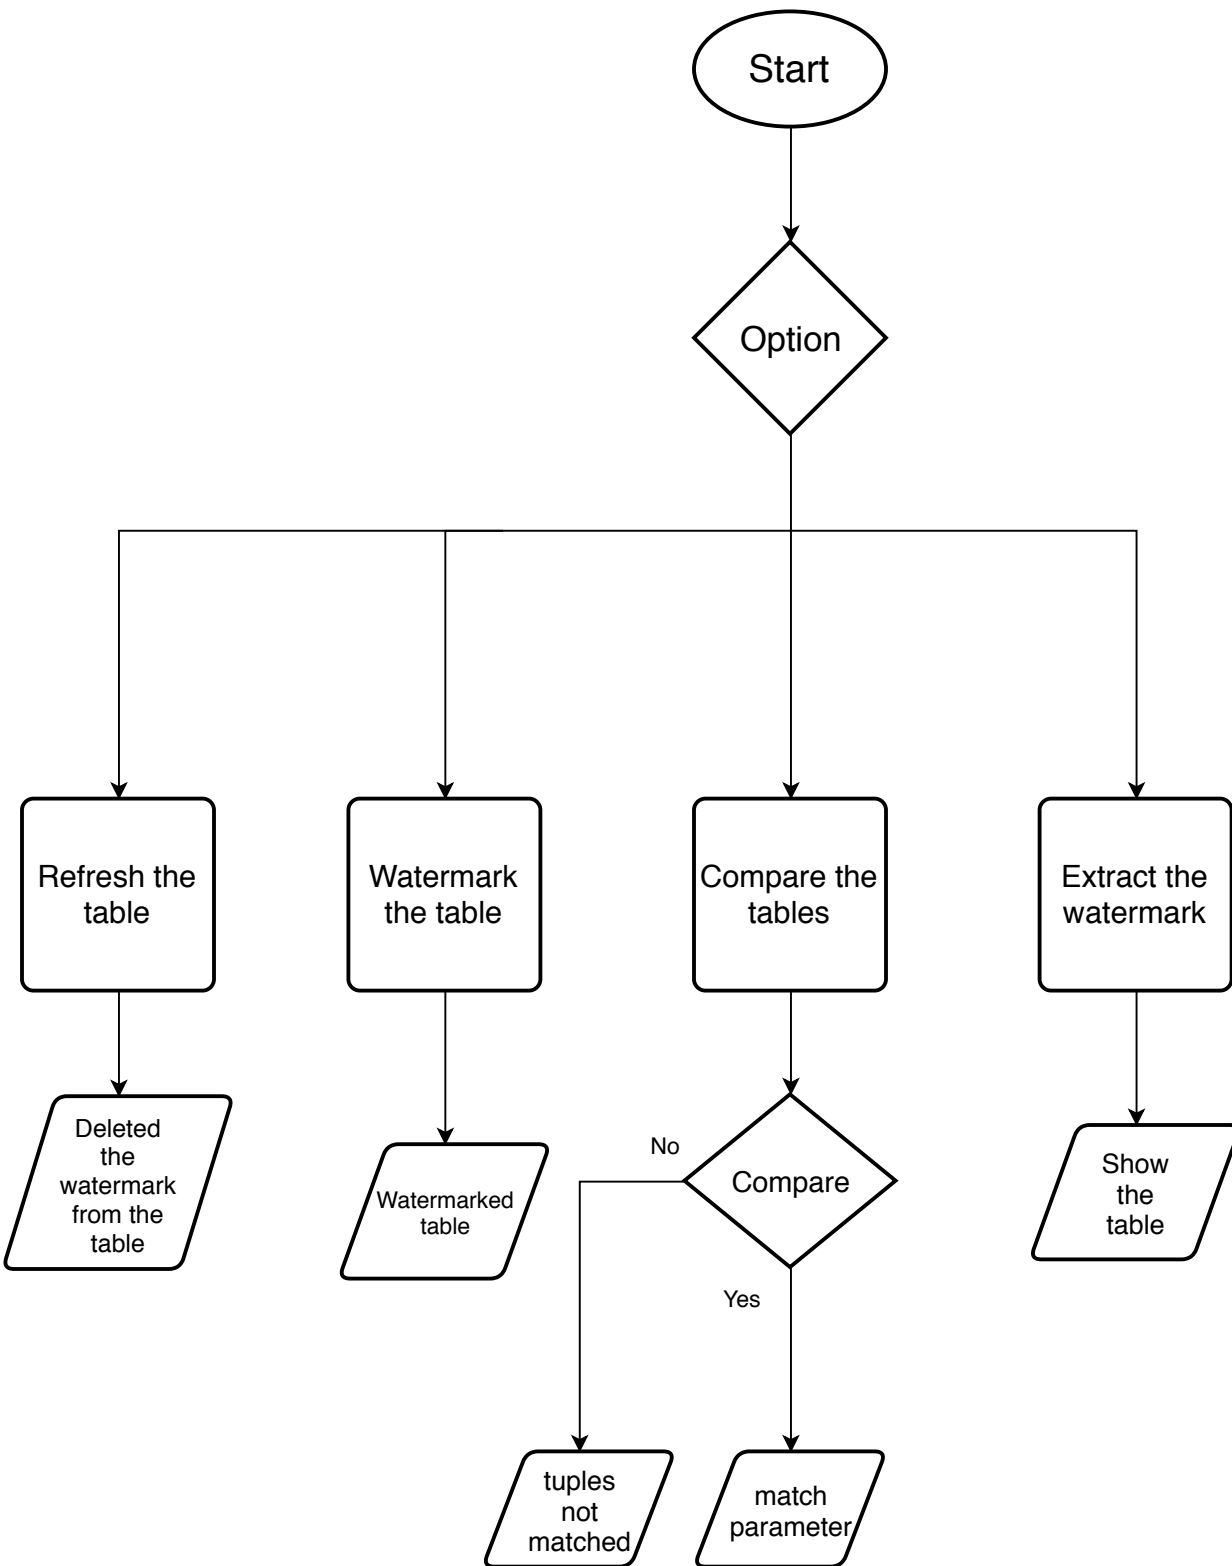 Start
Option
Refresh the
table
Watermark
the table
Compare the
tables
Extract the
watermark
Deleted
the
watermark
from the
table
Watermarked
table
No
Compare
Yes
Show
the
table
tuples
not
matched
match
parameter